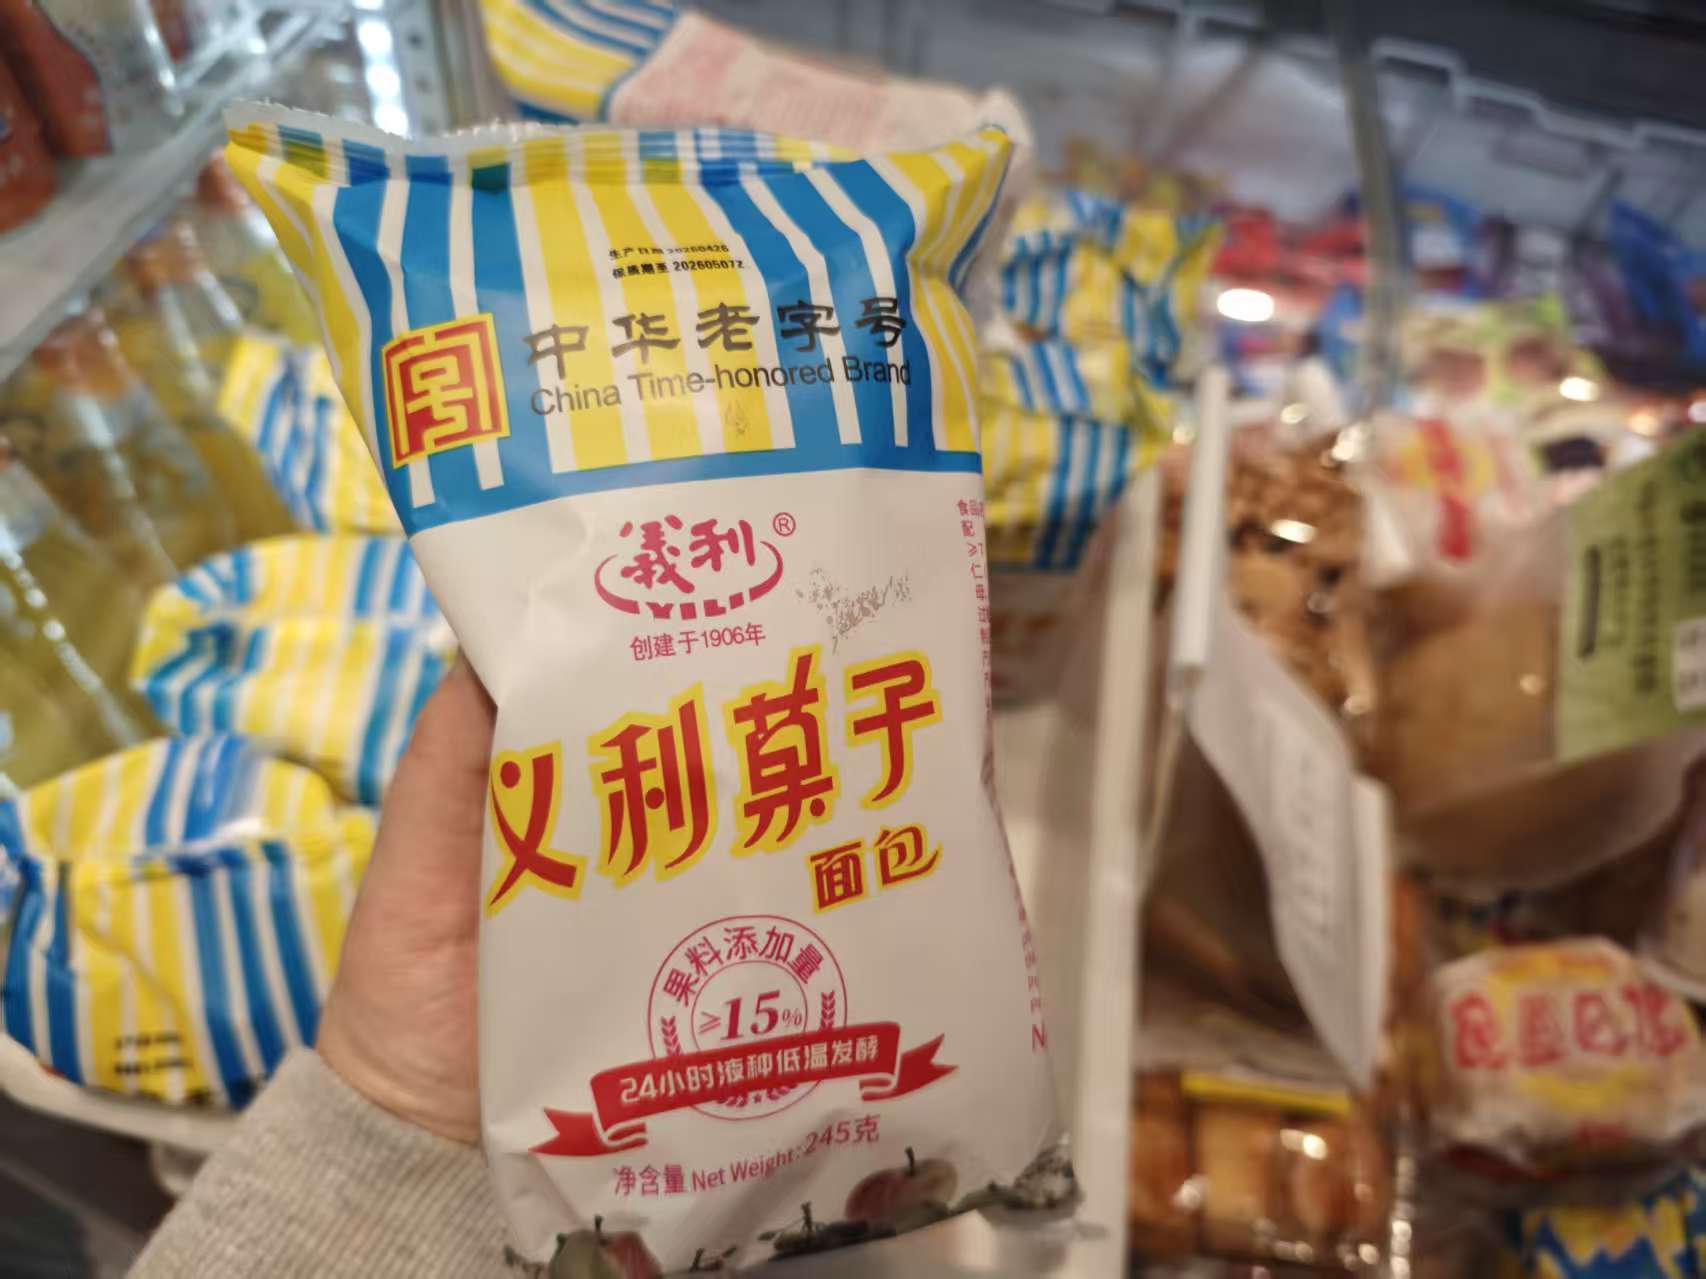 生产日期 20260426
保质期至 20260507Z
中华老字号
China Time-honored Brand
義利®
YILI
创建于1906年
义利菓子
面包
果料添加量
≥15%
24小时液种低温发酵
净含量 Net Weight: 245克